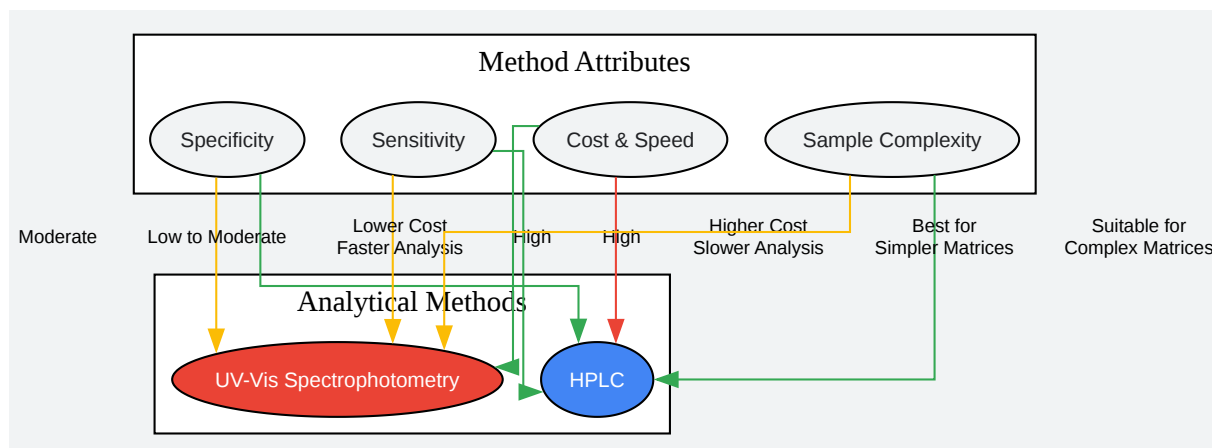 Method Attributes
Specificity
Sensitivity
Cost & Speed
Sample Complexity
Moderate
Low to Moderate
Lower Cost
Faster Analysis
High
High
Higher Cost
Slower Analysis
Best for
Simpler Matrices
Suitable for
Complex Matrices
Analytical Methods
UV-Vis Spectrophotometry
HPLC